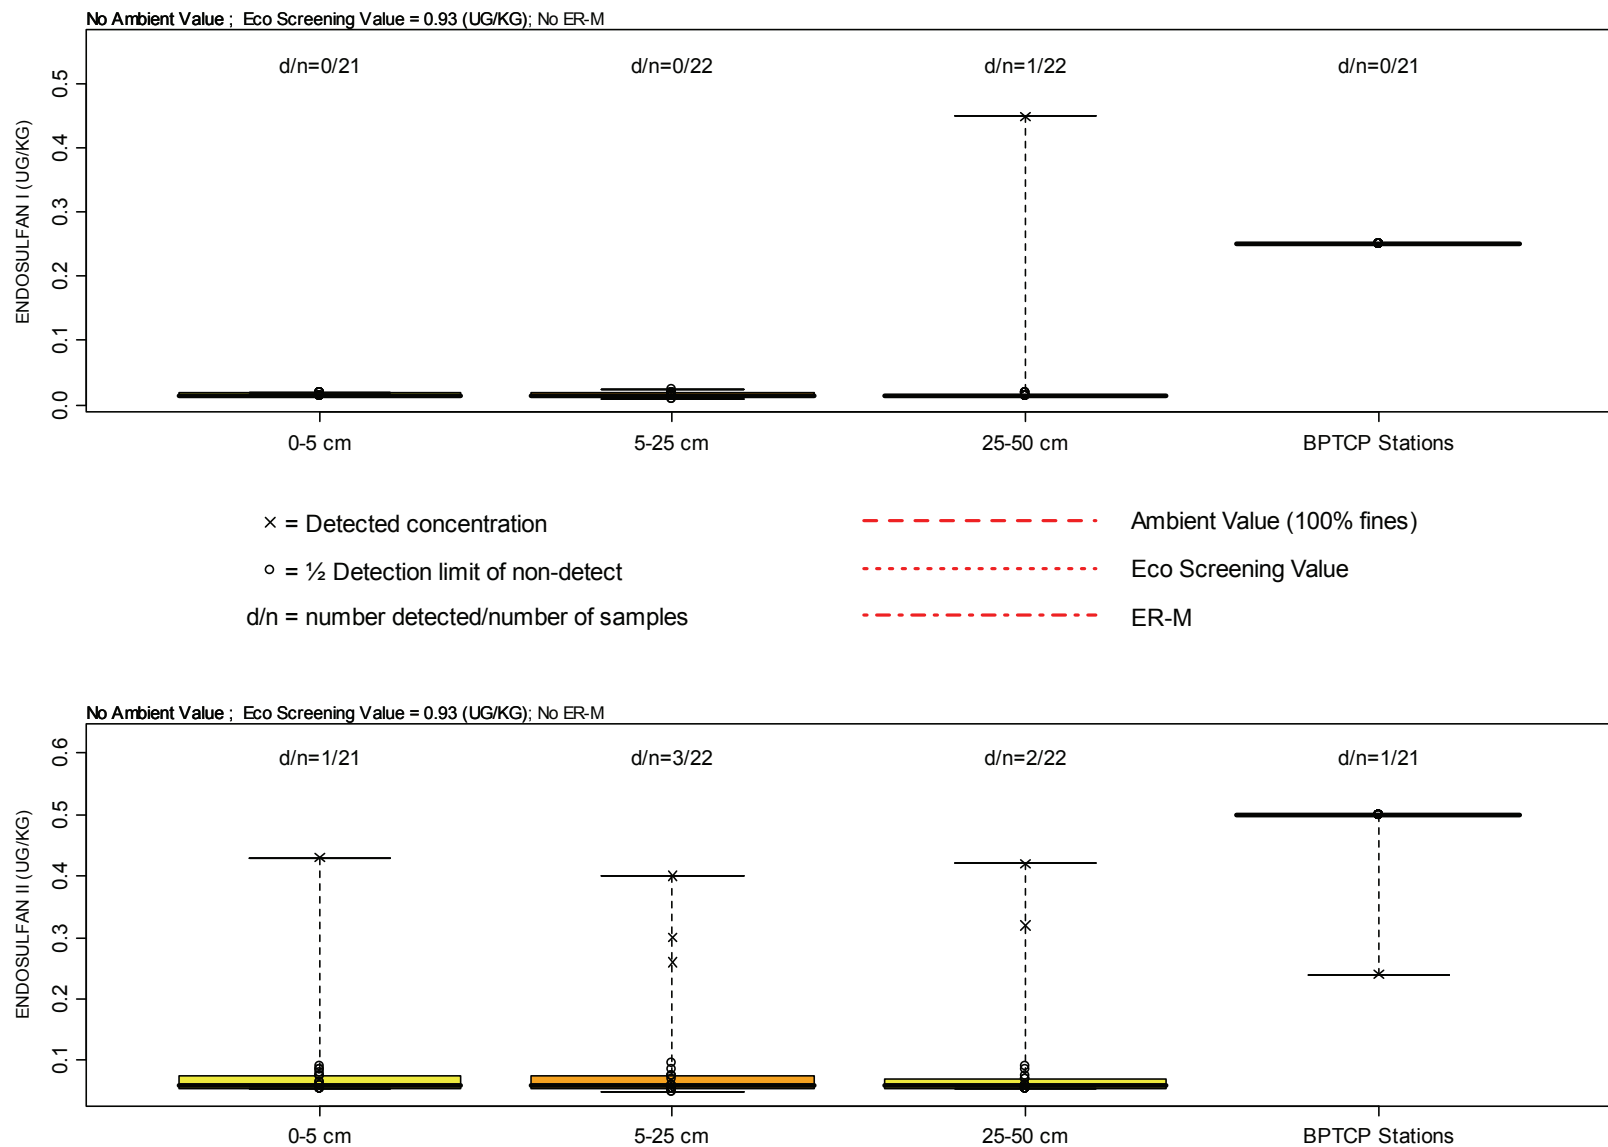 No Ambient Value ; Eco Screening Value = 0.93 (UG/KG); No ER-M
d/n=0/21 d/n=0/22 d/n=1/22 d/n=0/21
ENDOSULFAN I (UG/KG)
0.5
0.4
0.3
0.2
0.1
0.0
0-5 cm 5-25 cm 25-50 cm BPTCP Stations
× = Detected concentration
○ = ½ Detection limit of non-detect
d/n = number detected/number of samples
Ambient Value (100% fines)
Eco Screening Value
ER-M
No Ambient Value ; Eco Screening Value = 0.93 (UG/KG); No ER-M
d/n=1/21 d/n=3/22 d/n=2/22 d/n=1/21
ENDOSULFAN II (UG/KG)
0.6
0.5
0.4
0.3
0.2
0.1
0-5 cm 5-25 cm 25-50 cm BPTCP Stations